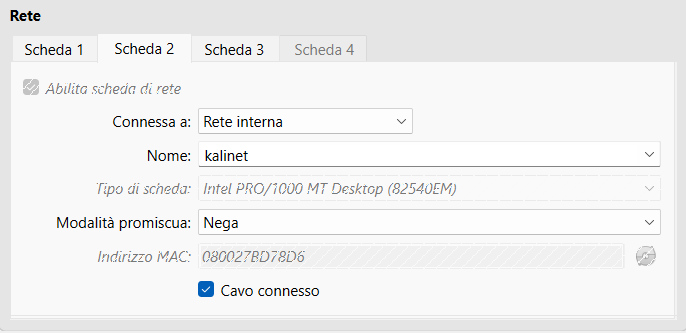 Rete
Scheda 1 Scheda 2 Scheda 3 Scheda 4
Abilita scheda di rete
Connessa a: Rete interna
Nome: kalinet
Tipo di scheda: Intel PRO/1000 MT Desktop (82540EM)
Modalità promiscua: Nega
Indirizzo MAC: 080027BD78D6
Cavo connesso